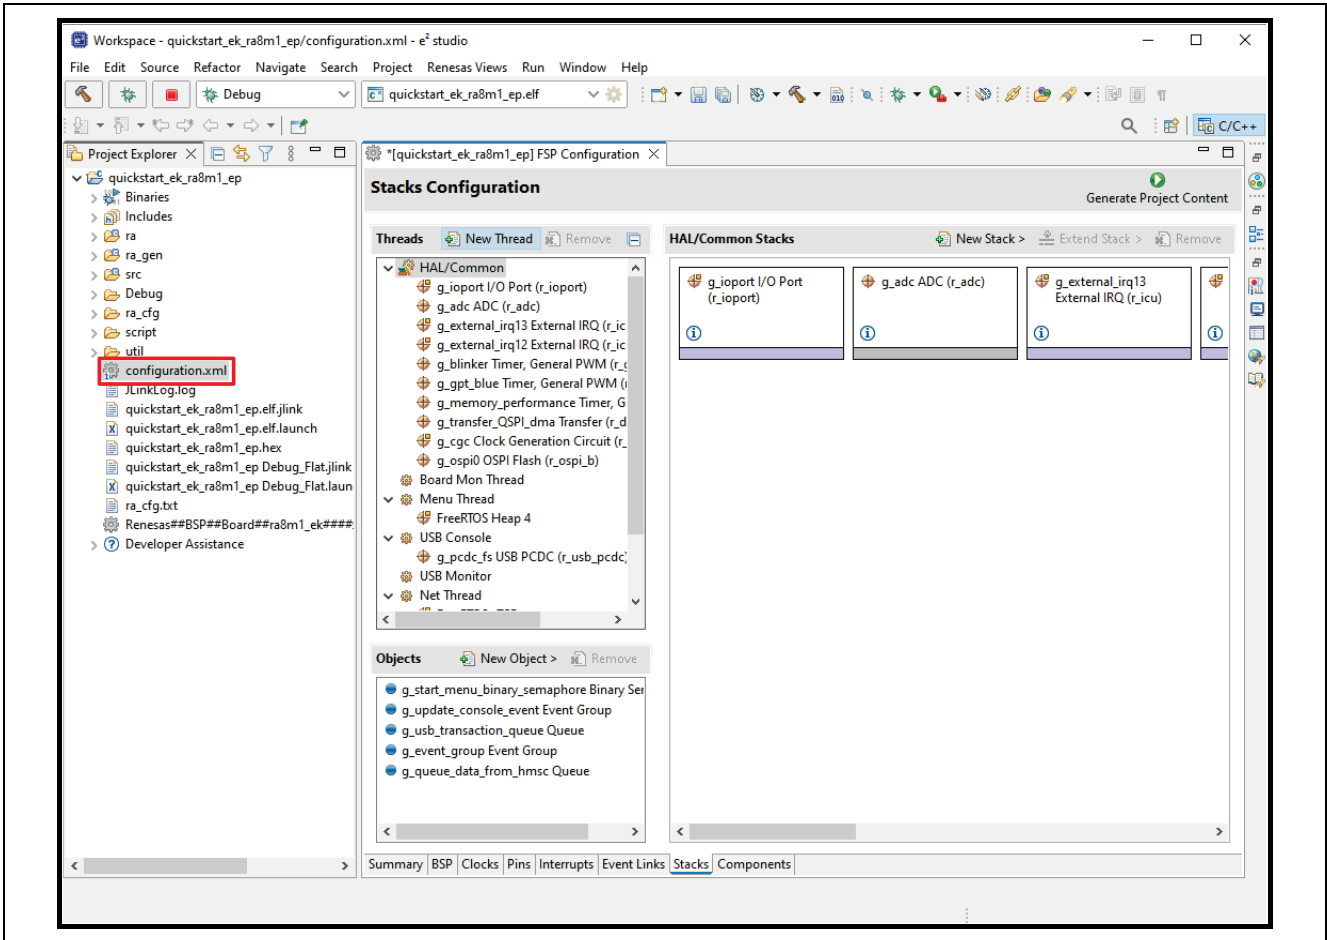 Workspace - quickstart_ek_ra8m1_ep/configuration.xml - e² studio
File Edit Source Refactor Navigate Search Project Renesas Views Run Window Help
Debug
quickstart_ek_ra8m1_ep.elf
C/C++
Project Explorer
quickstart_ek_ra8m1_ep
Binaries
Includes
ra
ra_gen
src
Debug
ra_cfg
script
util
configuration.xml
JLinkLog.log
quickstart_ek_ra8m1_ep.elf.jlink
quickstart_ek_ra8m1_ep.elf.launch
quickstart_ek_ra8m1_ep.hex
quickstart_ek_ra8m1_ep Debug_Flat.jlink
quickstart_ek_ra8m1_ep Debug_Flat.laun
ra_cfg.txt
Renesas##BSP##Board##ra8m1_ek####
Developer Assistance
*[quickstart_ek_ra8m1_ep] FSP Configuration
Stacks Configuration
Generate Project Content
Threads New Thread Remove
HAL/Common
g_ioport I/O Port (r_ioport)
g_adc ADC (r_adc)
g_external_irq13 External IRQ (r_ic
g_external_irq12 External IRQ (r_ic
g_blinker Timer, General PWM (r_g
g_gpt_blue Timer, General PWM (r
g_memory_performance Timer, G
g_transfer_QSPI_dma Transfer (r_d
g_cgc Clock Generation Circuit (r_
g_ospi0 OSPI Flash (r_ospi_b)
Board Mon Thread
Menu Thread
FreeRTOS Heap 4
USB Console
g_pcdc_fs USB PCDC (r_usb_pcdc)
USB Monitor
Net Thread
Objects New Object > Remove
g_start_menu_binary_semaphore Binary Ser
g_update_console_event Event Group
g_usb_transaction_queue Queue
g_event_group Event Group
g_queue_data_from_hmsc Queue
HAL/Common Stacks New Stack > Extend Stack > Remove
g_ioport I/O Port
(r_ioport)
g_adc ADC (r_adc)
g_external_irq13
External IRQ (r_icu)
Summary BSP Clocks Pins Interrupts Event Links Stacks Components